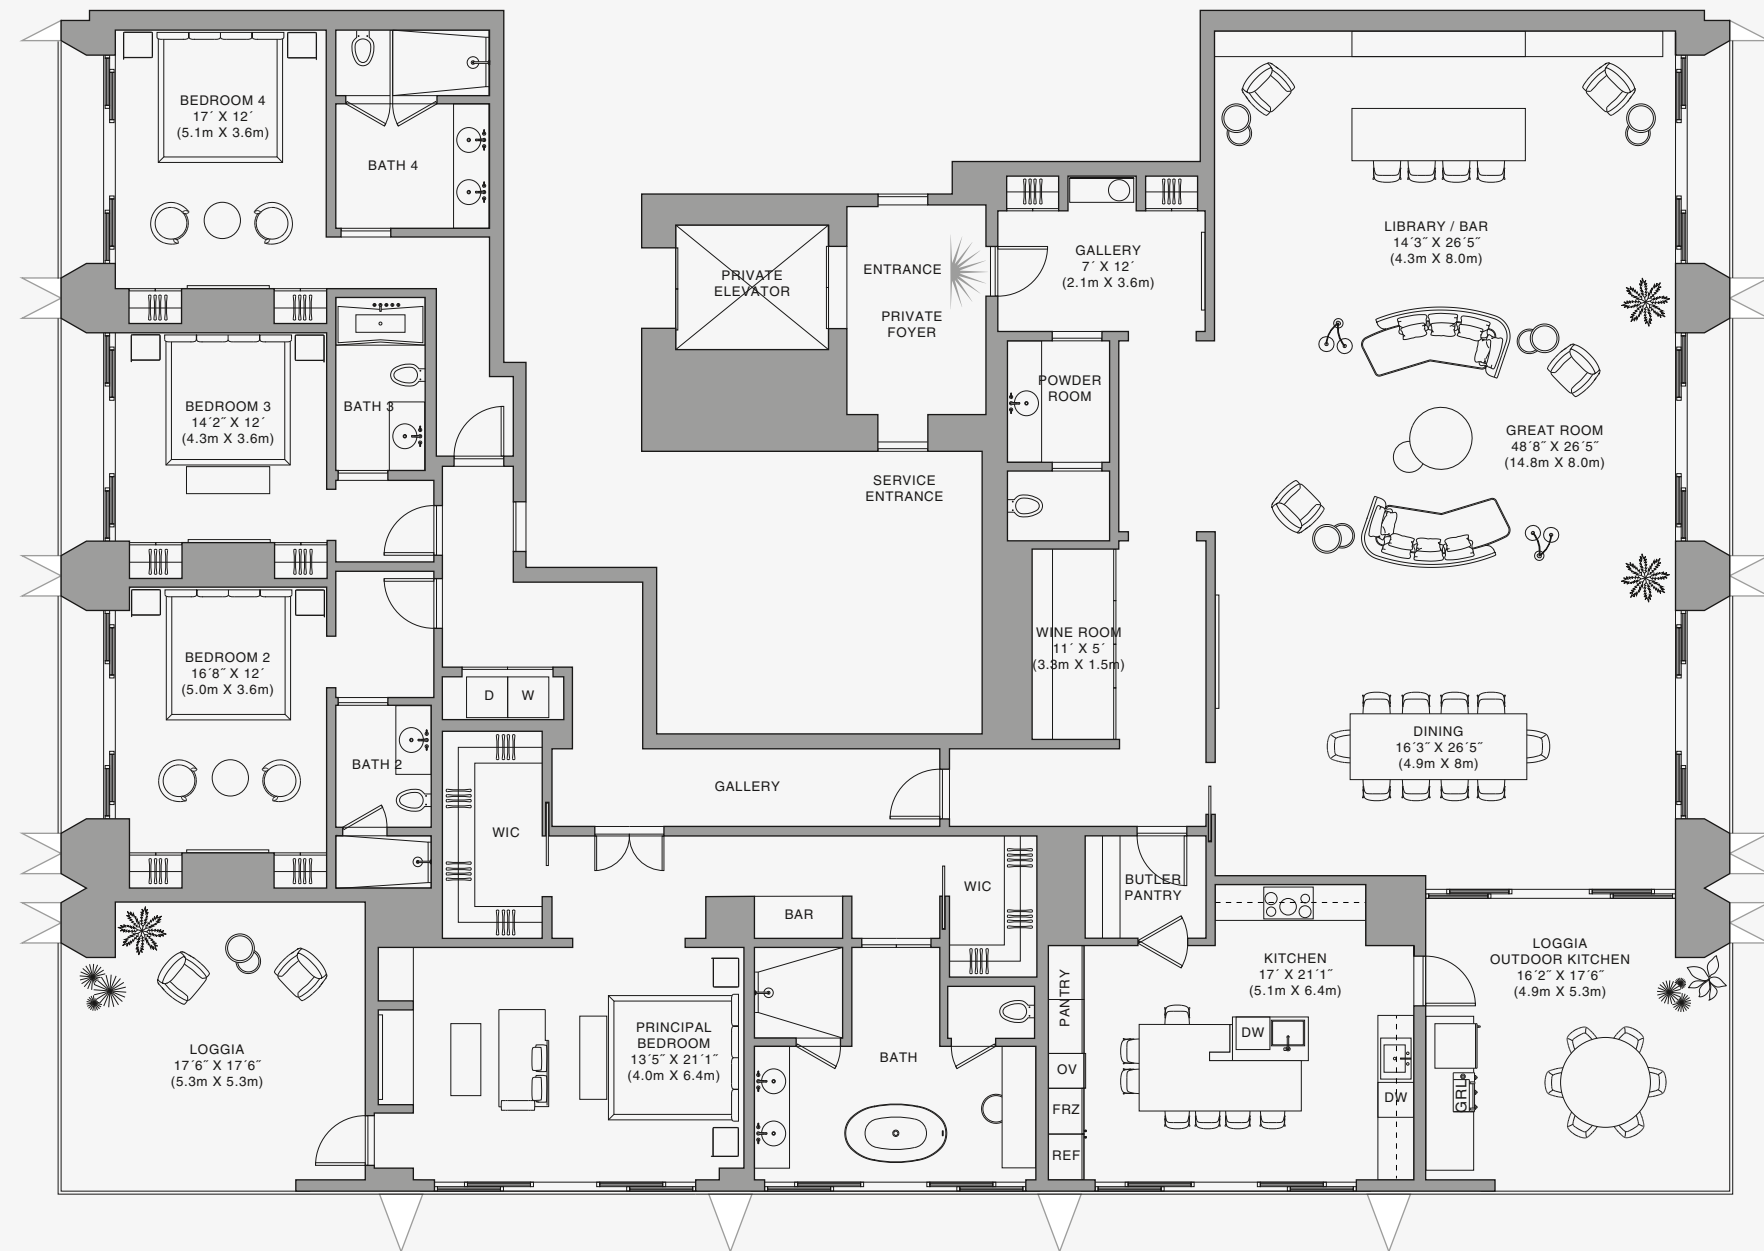 BEDROOM 4
17´ X 12´
(5.1m X 3.6m)
BATH 4
PRIVATE
ELEVATOR
ENTRANCE
PRIVATE
FOYER
GALLERY
7´ X 12´
(2.1m X 3.6m)
LIBRARY / BAR
14´3˝ X 26´5˝
(4.3m X 8.0m)
BEDROOM 3
14´2˝ X 12´
(4.3m X 3.6m)
BATH 3
POWDER
ROOM
GREAT ROOM
48´8˝ X 26´5˝
(14.8m X 8.0m)
SERVICE
ENTRANCE
BEDROOM 2
16´8˝ X 12´
(5.0m X 3.6m)
D
W
WINE ROOM
11´ X 5´
(3.3m X 1.5m)
BATH 2
GALLERY
DINING
16´3˝ X 26´5˝
(4.9m X 8m)
WIC
WIC
BUTLER
PANTRY
BAR
LOGGIA
17´6˝ X 17´6˝
(5.3m X 5.3m)
PRINCIPAL
BEDROOM
13´5˝ X 21´1˝
(4.0m X 6.4m)
BATH
PANTRY
OV
FRZ
REF
KITCHEN
17´ X 21´1˝
(5.1m X 6.4m)
DW
DW
LOGGIA
OUTDOOR KITCHEN
16´2˝ X 17´6˝
(4.9m X 5.3m)
GRL